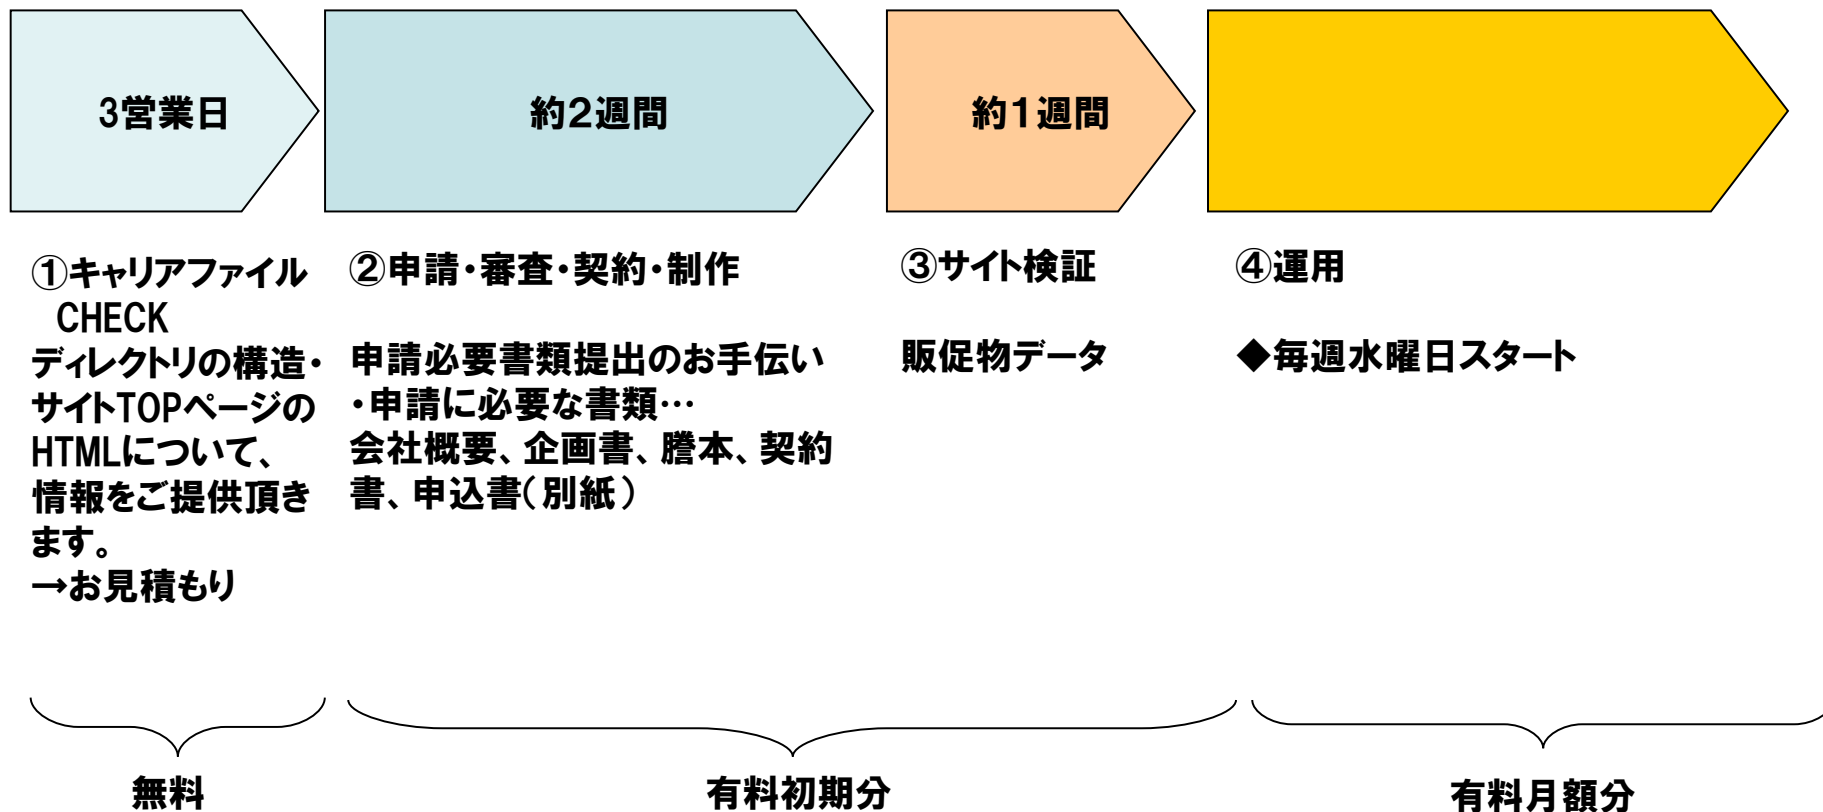 3営業日
約2週間
約1週間
①キャリアファイル
CHECK
ディレクトリの構造・
サイトTOPページの
HTMLについて、
情報をご提供頂き
ます。
→お見積もり
②申請・審査・契約・制作
申請必要書類提出のお手伝い
・申請に必要な書類…
会社概要、企画書、謄本、契約
書、申込書(別紙)
③サイト検証
販促物データ
④運用
◆毎週水曜日スタート
無料
有料初期分
有料月額分